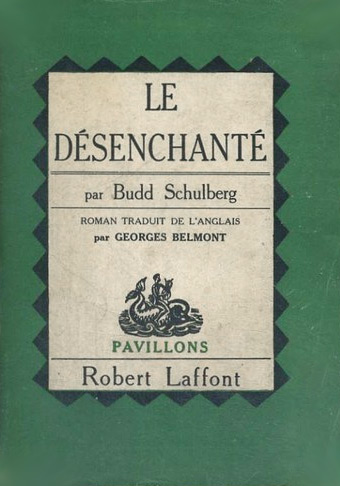 LE
DÉSENCHANTÉ
par Budd Schulberg
ROMAN TRADUIT DE L'ANGLAIS
par GEORGES BELMONT
PAVILLONS
Robert Laffont